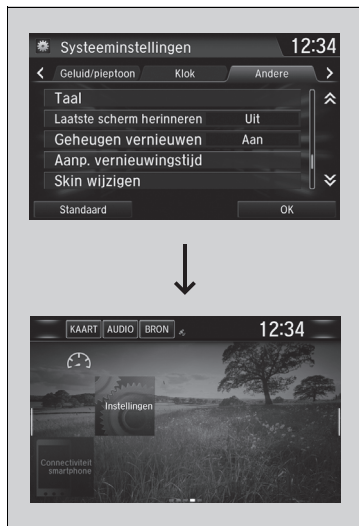 Systeeminstellingen 12:34
Geluid/pieptoon Klok Andere
Taal
Laatste scherm herinneren Uit
Geheugen vernieuwen Aan
Aanp. vernieuwingstijd
Skin wijzigen
Standaard OK
KAART AUDIO BRON 12:34
Instellingen
Connectiviteit
smartphone